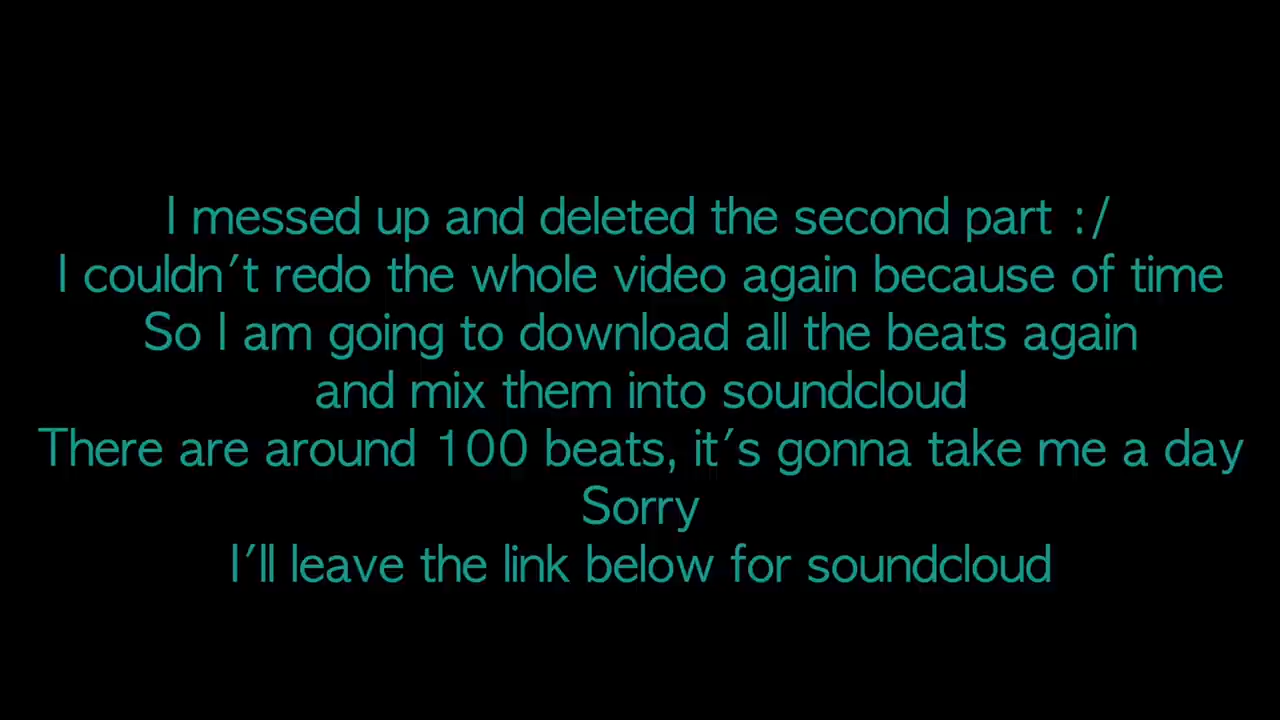 I messed up and deleted the second part :/
I couldn't redo the whole video again because of time
So I am going to download all the beats again
and mix them into soundcloud
There are around 100 beats, it's gonna take me a day
Sorry
I'll leave the link below for soundcloud